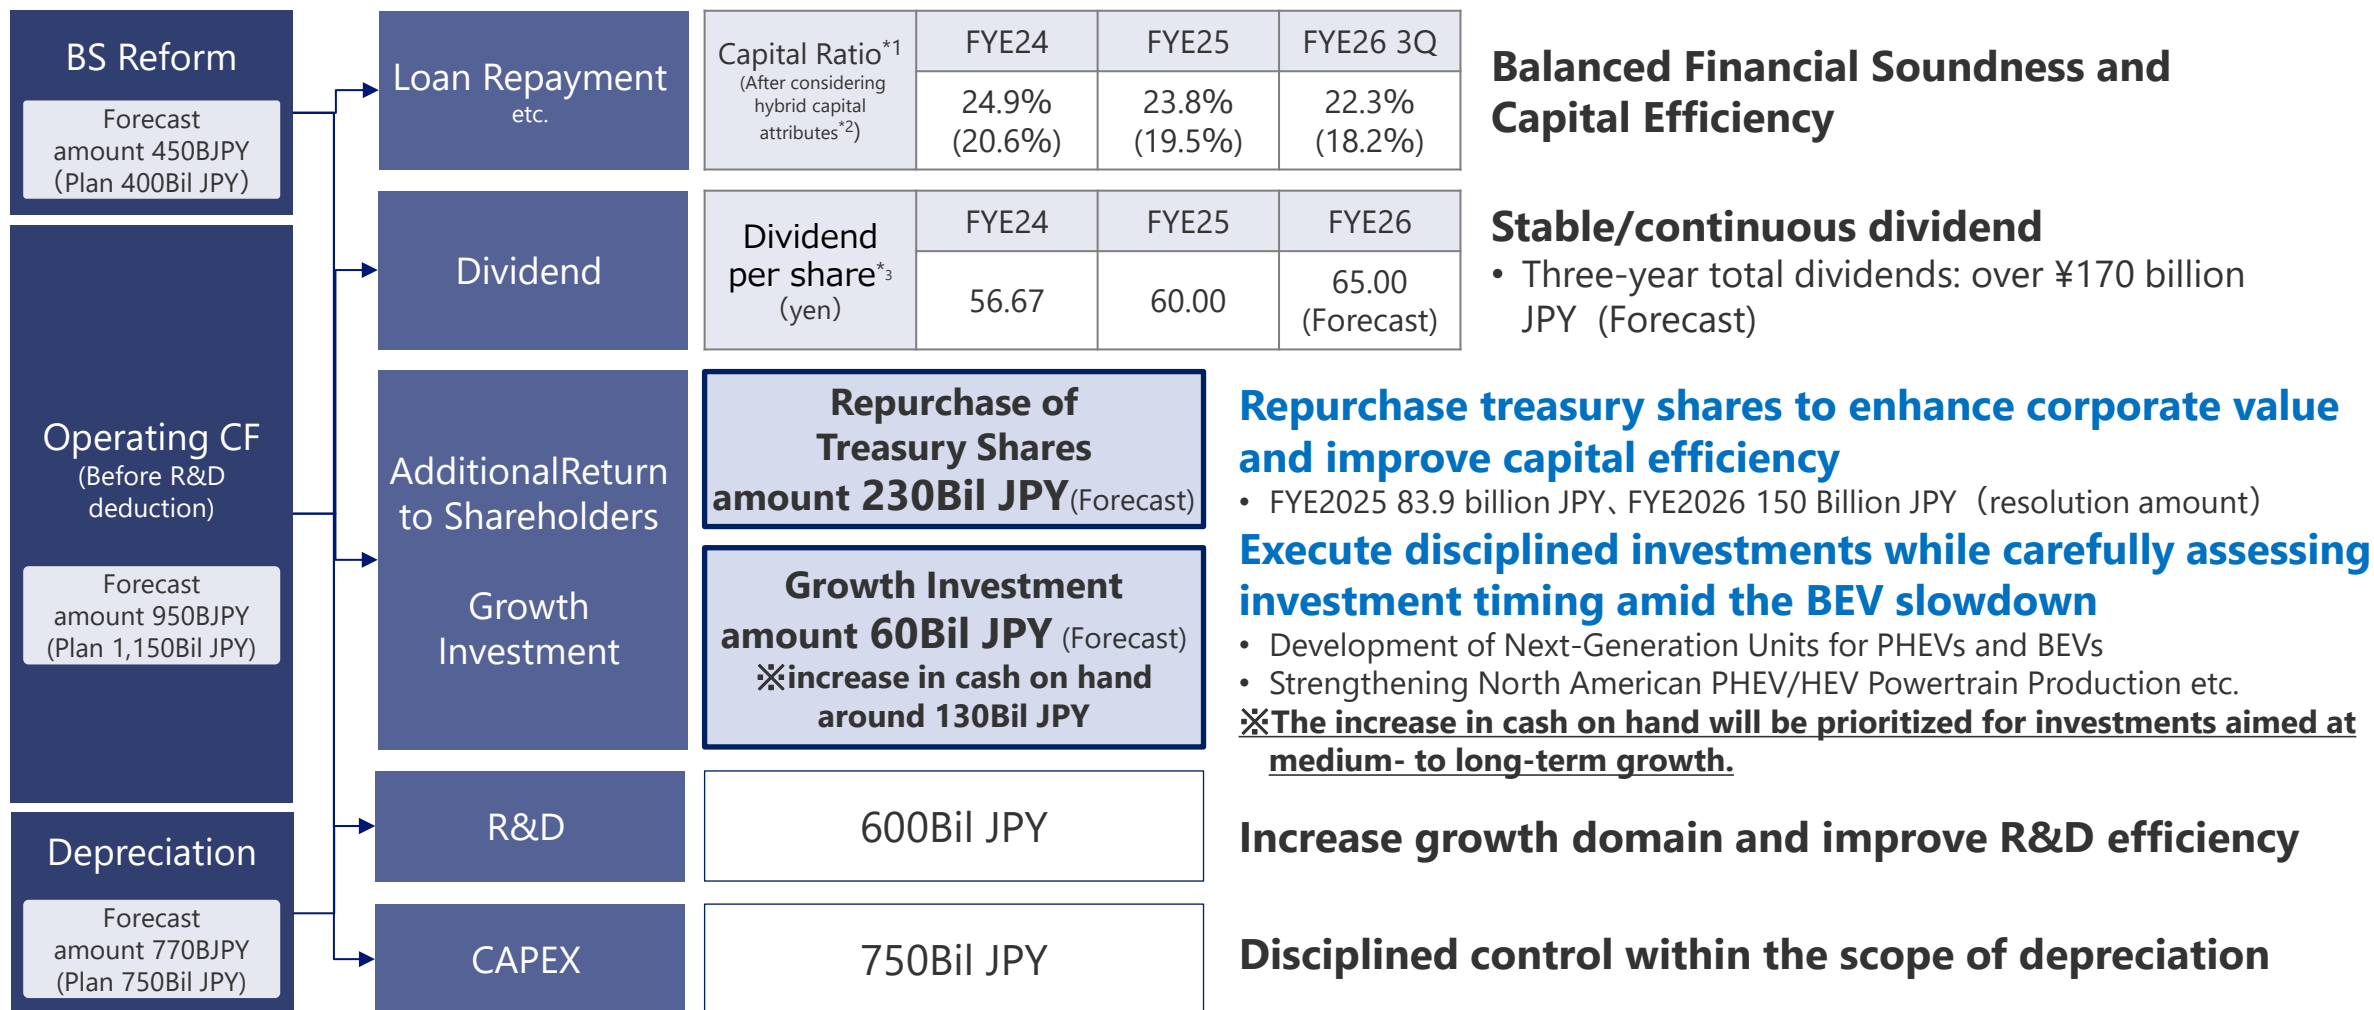 BS Reform
Forecast
amount 450BJPY
（Plan 400Bil JPY）
Operating CF
(Before R&D
deduction)
Forecast
amount 950BJPY
(Plan 1,150Bil JPY)
Depreciation
Forecast
amount 770BJPY
(Plan 750Bil JPY)
Loan Repayment
etc.
Capital Ratio*1
(After considering
hybrid capital
attributes*2)
FYE24
FYE25
FYE26 3Q
24.9%
(20.6%)
23.8%
(19.5%)
22.3%
(18.2%)
Balanced Financial Soundness and
Capital Efficiency
Dividend
Dividend
per share*3
（yen）
FYE24
FYE25
FYE26
56.67
60.00
65.00
(Forecast)
Stable/continuous dividend
• Three-year total dividends: over ¥170 billion
JPY (Forecast)
AdditionalReturn
to Shareholders
Growth
Investment
Repurchase of
Treasury Shares
amount 230Bil JPY(Forecast)
Repurchase treasury shares to enhance corporate value
and improve capital efficiency
• FYE2025 83.9 billion JPY、FYE2026 150 Billion JPY（resolution amount）
Growth Investment
amount 60Bil JPY (Forecast)
※increase in cash on hand
around 130Bil JPY
Execute disciplined investments while carefully assessing
investment timing amid the BEV slowdown
• Development of Next-Generation Units for PHEVs and BEVs
• Strengthening North American PHEV/HEV Powertrain Production etc.
※The increase in cash on hand will be prioritized for investments aimed at
medium- to long-term growth.
R&D
600Bil JPY
Increase growth domain and improve R&D efficiency
CAPEX
750Bil JPY
Disciplined control within the scope of depreciation